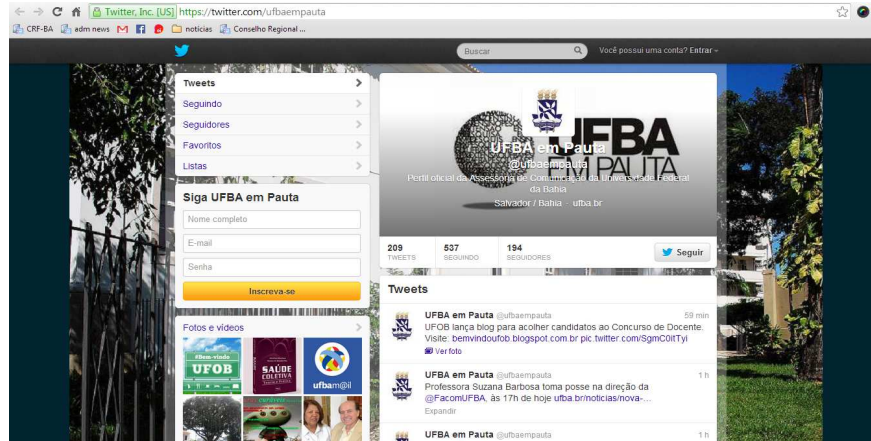 Twitter, Inc. [US] https://twitter.com/ufbaempauta
CRF-BA adm news notícias Conselho Regional ...
Buscar Você possui uma conta? Entrar
Tweets
Seguindo
Seguidores
Favoritos
Listas
Siga UFBA em Pauta
Nome completo
E-mail
Senha
Inscreva-se
Fotos e vídeos
#Bem-vindo
UFOB
SAÚDE
COLETIVA
ufbam@il
UFBA
EM PAUTA
UFBA em Pauta
@ufbaempauta
Perfil oficial da Assessoria de Comunicação da Universidade Federal
da Bahia
Salvador / Bahia · ufba.br
209 537 194
TWEETS SEGUINDO SEGUIDORES
Seguir
Tweets
UFBA em Pauta @ufbaempauta 59 min
UFOB lança blog para acolher candidatos ao Concurso de Docente.
Visite: bemvindoufob.blogspot.com.br pic.twitter.com/SgmC0itTyi
Ver foto
UFBA em Pauta @ufbaempauta 1 h
Professora Suzana Barbosa toma posse na direção da
@FacomUFBA, às 17h de hoje ufba.br/noticias/nova-...
Expandir
UFBA em Pauta @ufbaempauta 1 h